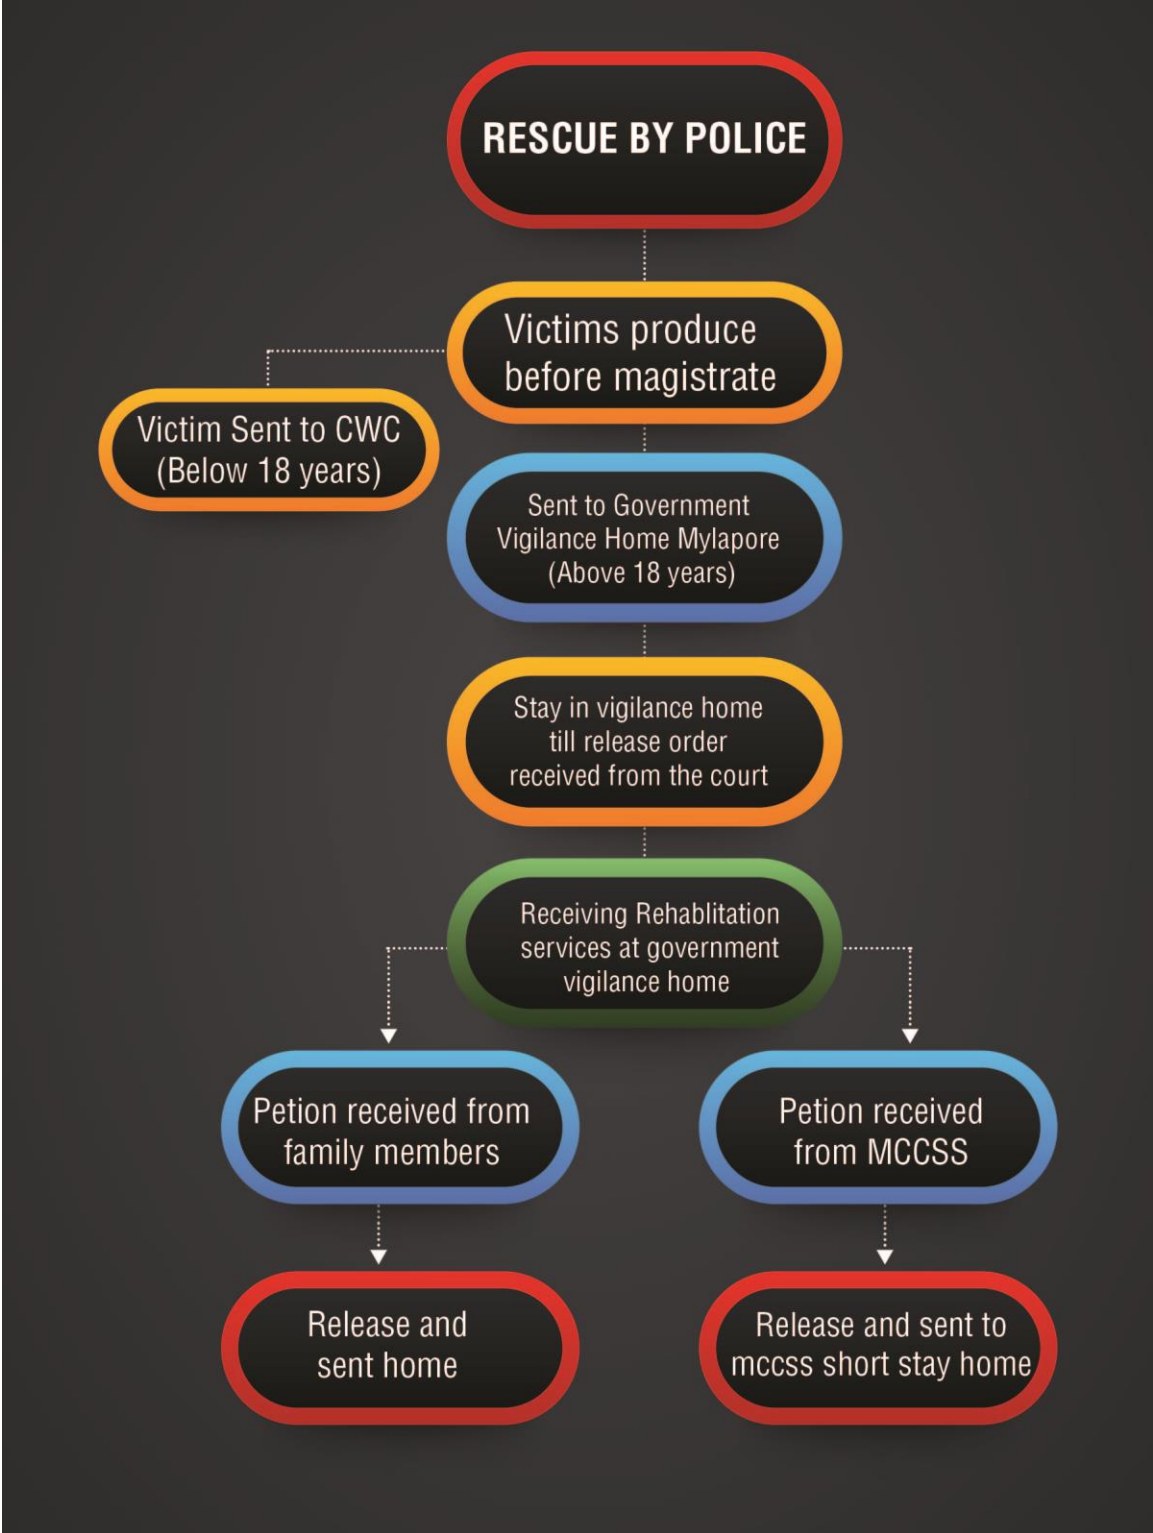 RESCUE BY POLICE
Victims produce
before magistrate
Victim Sent to CWC
(Below 18 years)
Sent to Government
Vigilance Home Mylapore
(Above 18 years)
Stay in vigilance home
till release order
received from the court
Receiving Rehablitation
services at government
vigilance home
Petion received from
family members
Petion received
from MCCSS
Release and
sent home
Release and sent to
mccss short stay home